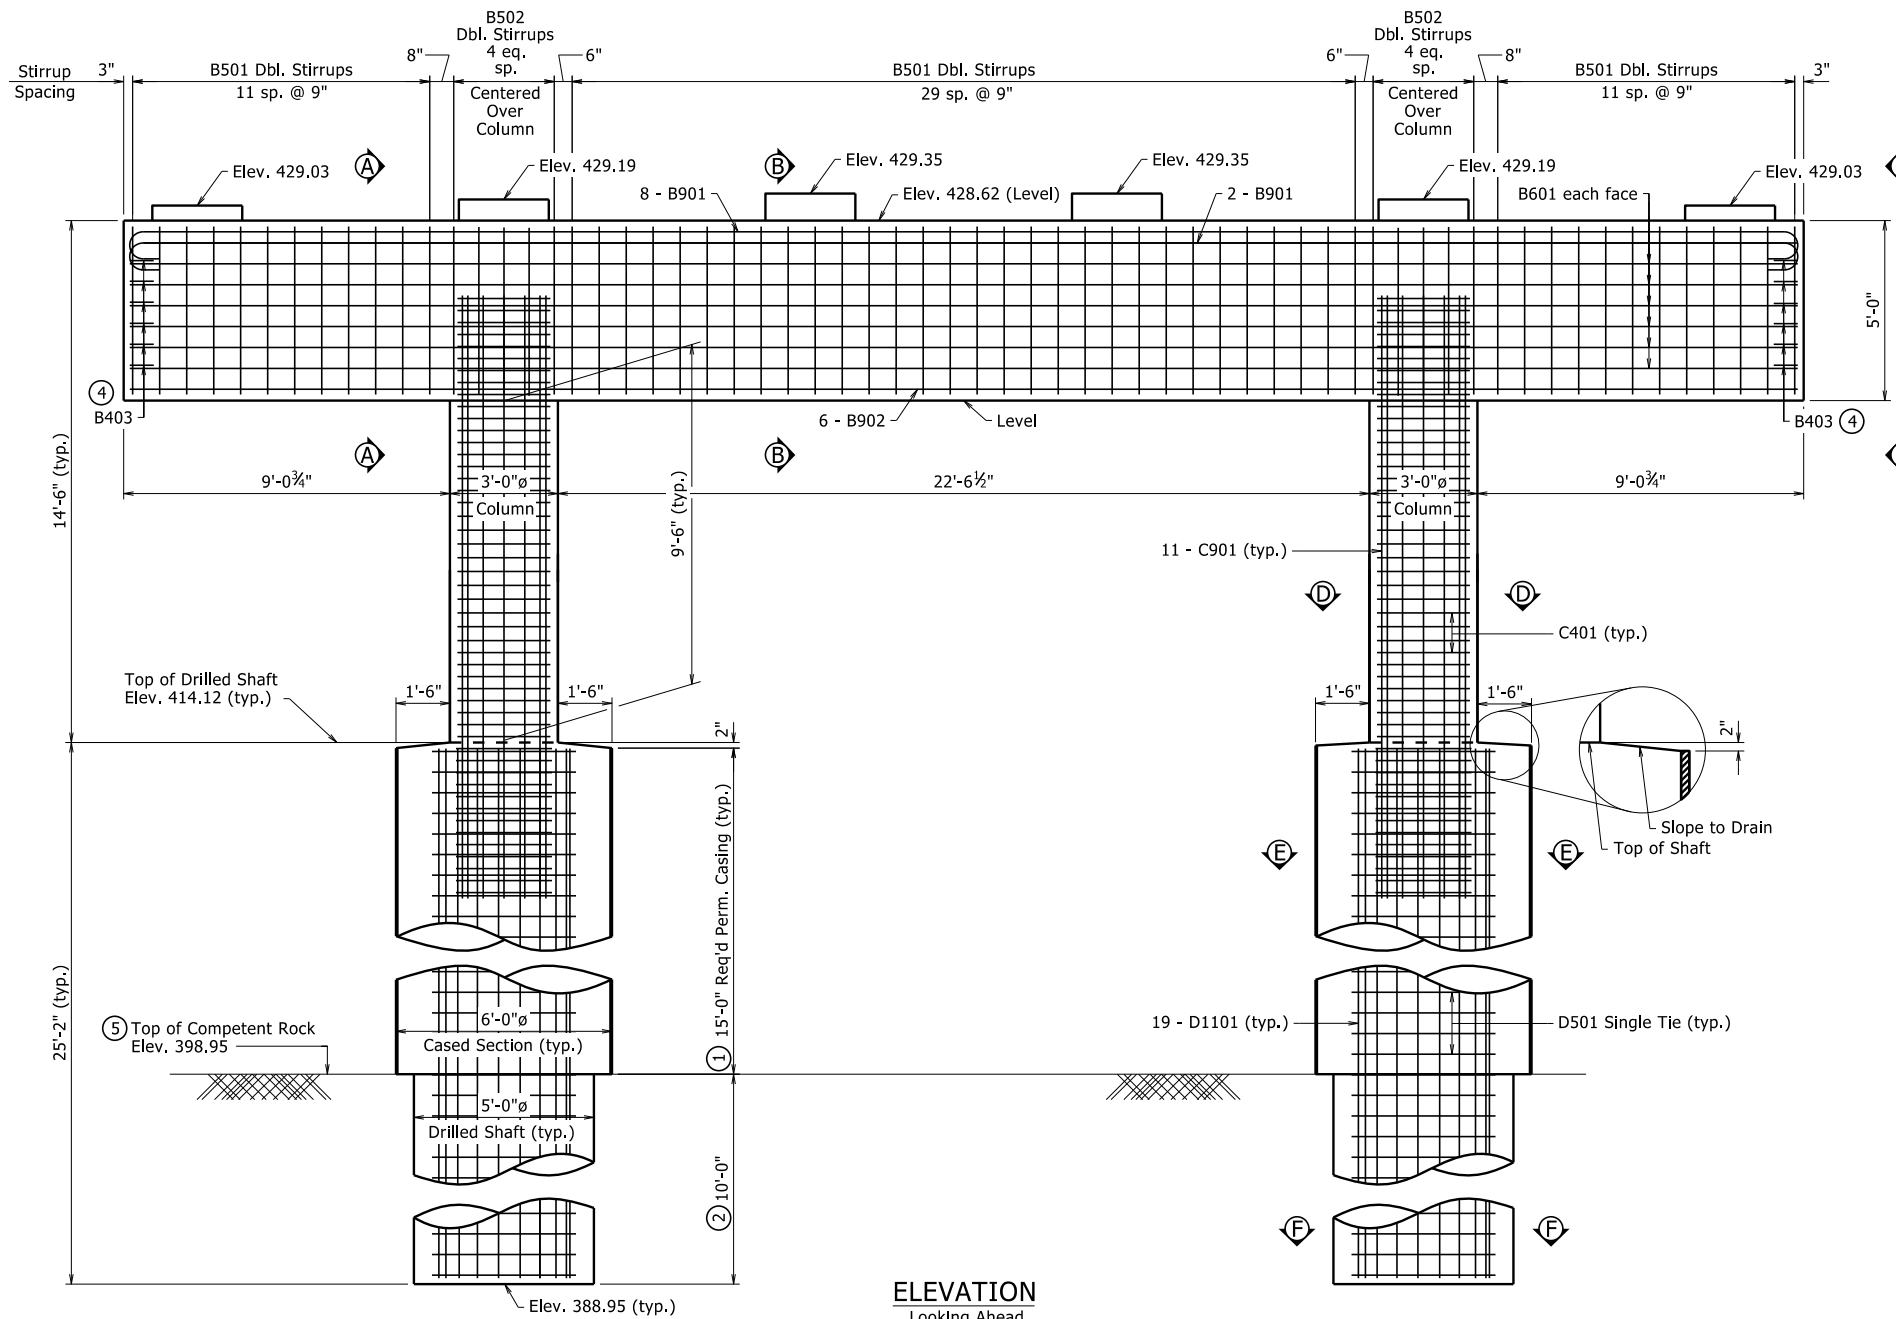 B502
Dbl. Stirrups
4 eq.
sp.
Centered
Over
Column
B502
Dbl. Stirrups
4 eq.
sp.
Centered
Over
Column
Stirrup
Spacing
3"
B501 Dbl. Stirrups
11 sp. @ 9"
8"
6"
B501 Dbl. Stirrups
29 sp. @ 9"
6"
8"
B501 Dbl. Stirrups
11 sp. @ 9"
3"
A
B
Elev. 429.03
Elev. 429.19
Elev. 429.35
Elev. 429.35
Elev. 429.19
Elev. 429.03
8 - B901
Elev. 428.62 (Level)
2 - B901
B601 each face
5'-0"
4
B403
6 - B902
Level
B403 4
A
B
14'-6" (typ.)
9'-0¾"
3'-0"ø
Column
22'-6½"
3'-0"ø
Column
9'-0¾"
9'-6" (typ.)
11 - C901 (typ.)
D
D
C401 (typ.)
Top of Drilled Shaft
Elev. 414.12 (typ.)
1'-6"
1'-6"
2"
1'-6"
1'-6"
2"
Slope to Drain
Top of Shaft
E
E
1 15'-0" Req'd Perm. Casing (typ.)
25'-2" (typ.)
5 Top of Competent Rock
Elev. 398.95
6'-0"ø
Cased Section (typ.)
19 - D1101 (typ.)
D501 Single Tie (typ.)
5'-0"ø
Drilled Shaft (typ.)
2 10'-0"
F
F
Elev. 388.95 (typ.)
ELEVATION
Looking Ahead